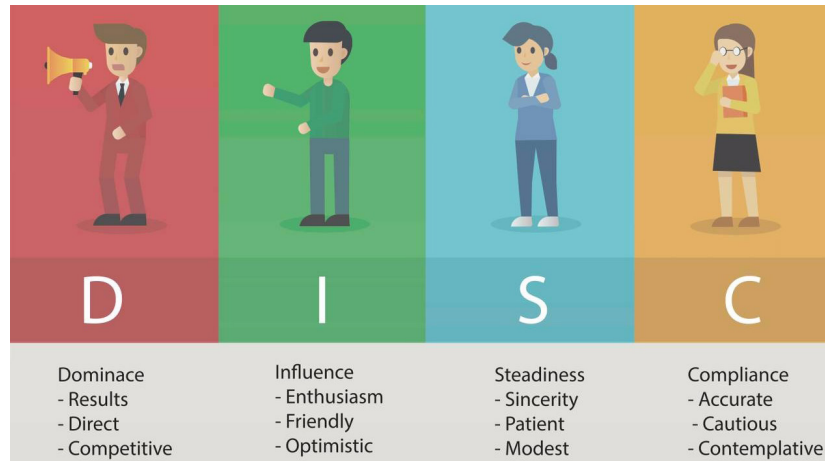 D
I
S
C
Dominace
- Results
- Direct
- Competitive
Influence
- Enthusiasm
- Friendly
- Optimistic
Steadiness
- Sincerity
- Patient
- Modest
Compliance
- Accurate
- Cautious
- Contemplative